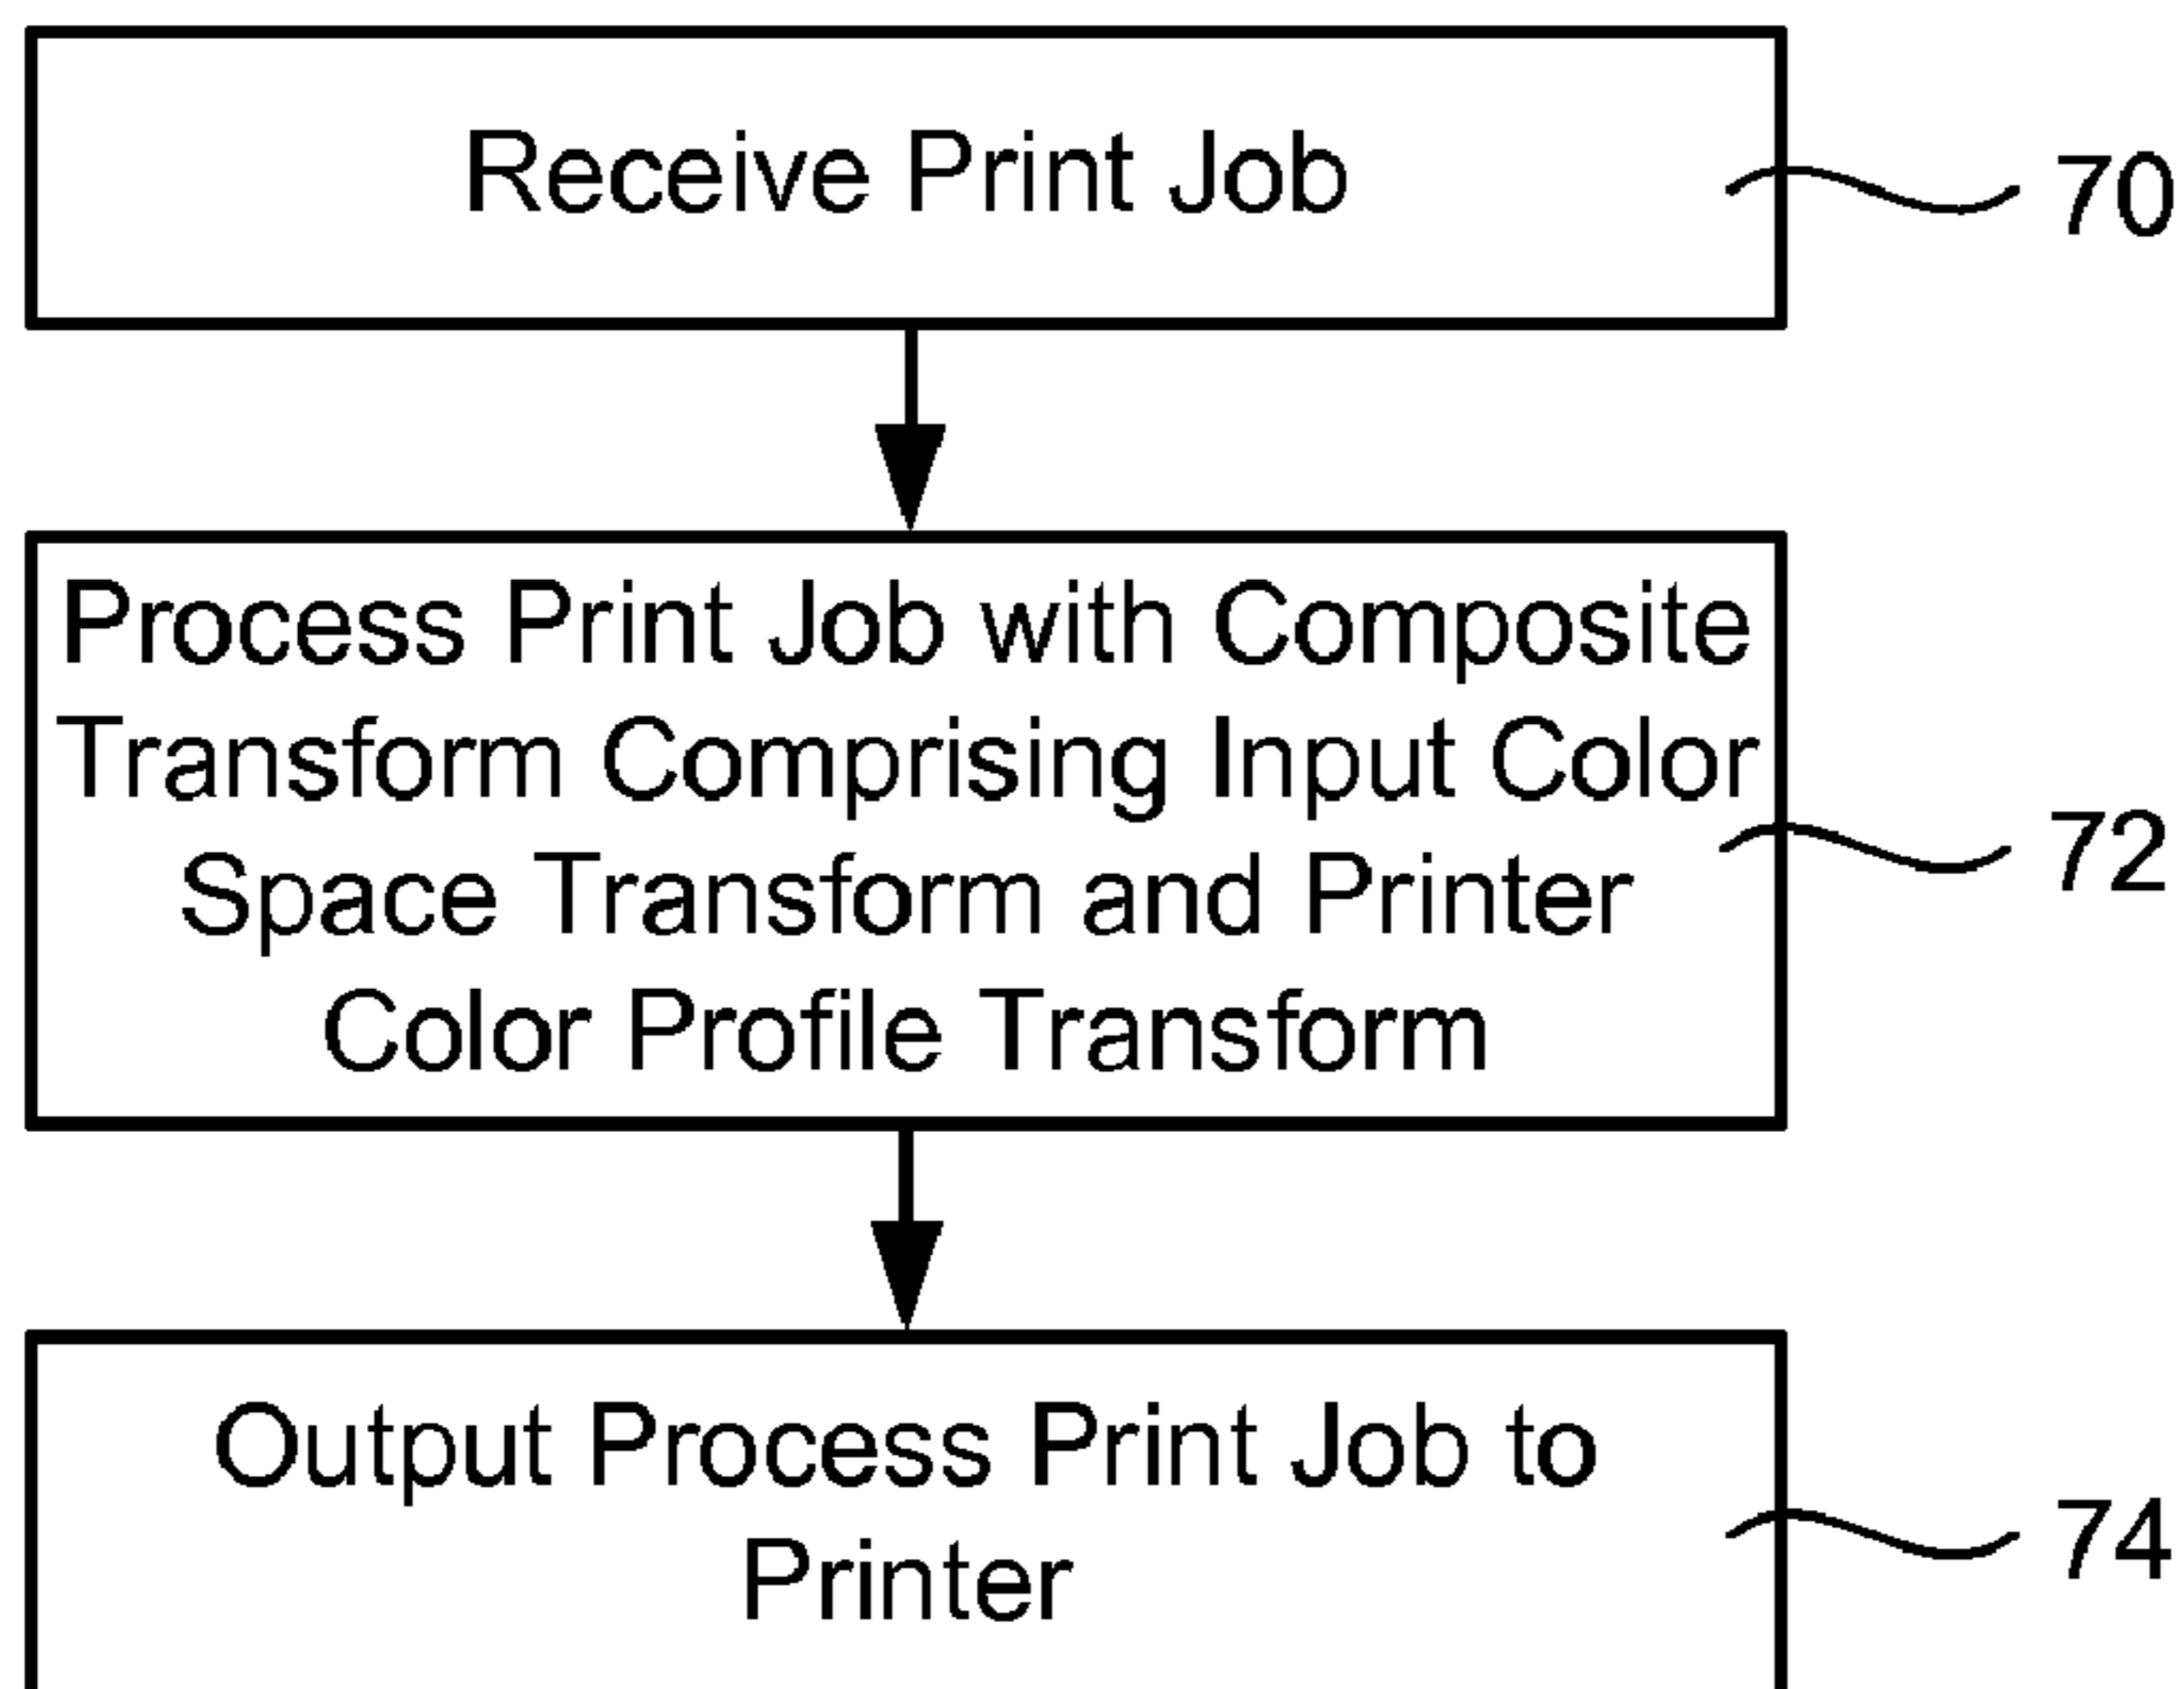 Receive Print Job
70
Process Print Job with Composite
Transform Comprising Input Color
Space Transform and Printer
Color Profile Transform
72
Output Process Print Job to
Printer
74